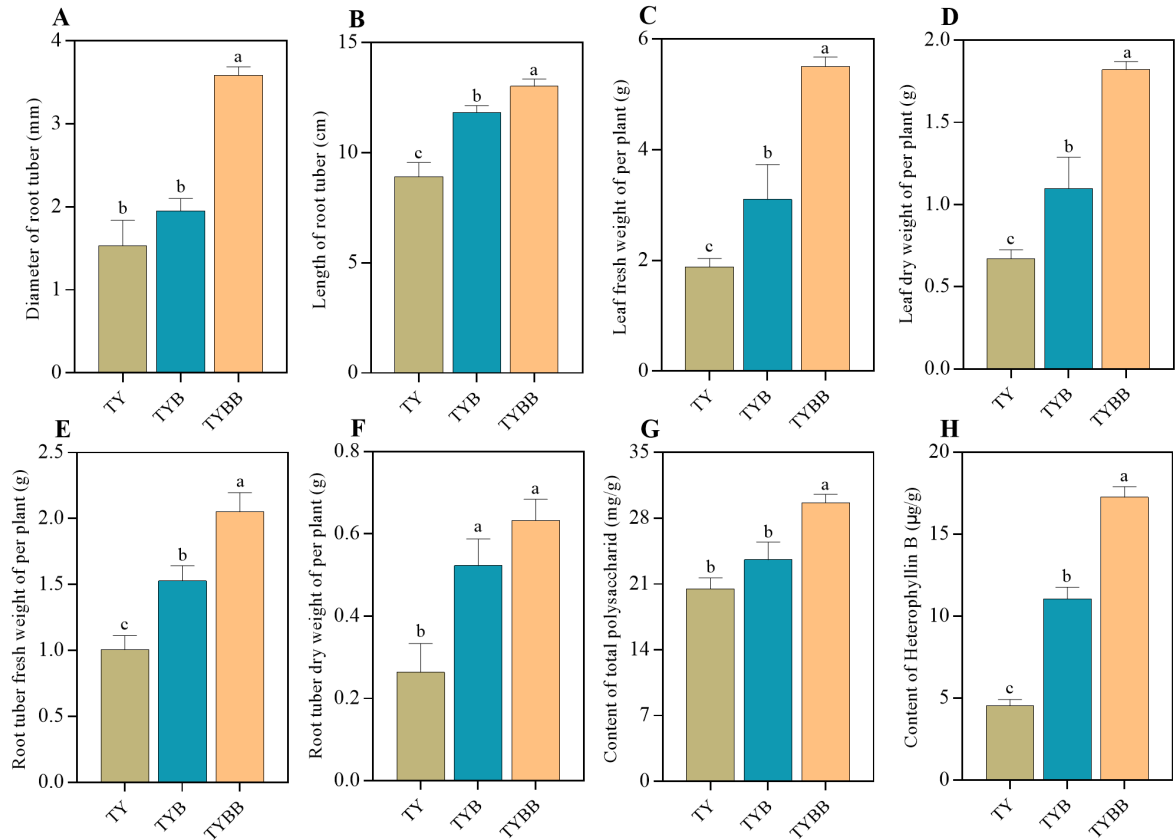 A
Diameter of root tuber (mm)
4
3
2
1
0
b
b
a
TY
TYB
TYBB
B
Length of root tuber (cm)
15
10
5
0
c
b
a
TY
TYB
TYBB
C
Leaf fresh weight of per plant (g)
6
4
2
0
c
b
a
TY
TYB
TYBB
D
Leaf dry weight of per plant (g)
2.0
1.5
1.0
0.5
0.0
c
b
a
TY
TYB
TYBB
E
Root tuber fresh weight of per plant (g)
2.5
2.0
1.5
1.0
0.5
0.0
c
b
a
TY
TYB
TYBB
F
Root tuber dry weight of per plant (g)
0.8
0.6
0.4
0.2
0.0
b
a
a
TY
TYB
TYBB
G
Content of total polysaccharid (mg/g)
35
28
21
14
7
0
b
b
a
TY
TYB
TYBB
H
Content of Heterophyllin B (μg/g)
20
15
10
5
0
c
b
a
TY
TYB
TYBB